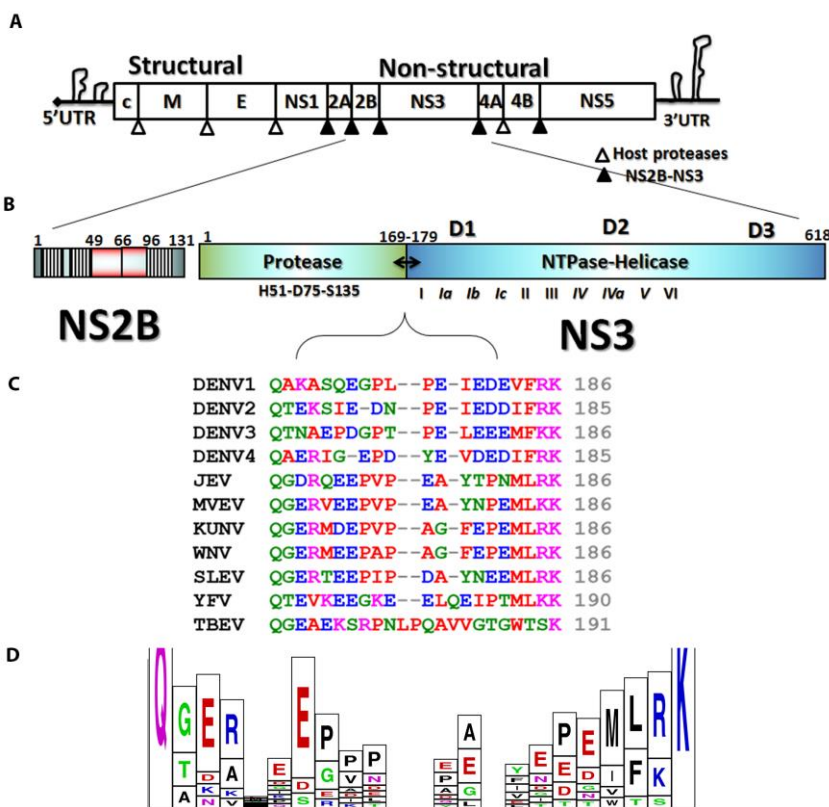 A
Structural Non-structural
C M E NS1 2A 2B NS3 4A 4B NS5
5'UTR 3'UTR
Host proteases
NS2B-NS3
B
1 49 66 96 131 1 169-179 D1 D2 D3 618
Protease NTPase-Helicase
H51-D75-S135 I Ia Ib Ic II III IV IVa V VI
NS2B NS3
C
DENV1 QAKASQEGPL--PE-IEDEVFRK 186
DENV2 QTEKSIE-DN--PE-IEDDIFRK 185
DENV3 QTNAEPDGPT--PE-LEEEMFKK 186
DENV4 QAERIG-EPD--YE-VDEDIFRK 185
JEV QGDRQEEPVP--EA-YTPNMLRK 186
MVEV QGERVEEPVP--EA-YNPEMLRK 186
KUNV QGERMDEPVP--AG-FEPEMLRK 186
WNV QGERMEEPAP--AG-FEPEMLRK 186
SLEV QGERTEEPIP--DA-YNEEMLRK 186
YFV QTEVKEEGKE--ELQEIPTMLKK 190
TBEV QGEAEKSRPNLPQAVVGTGWTSK 191
D
Q G E R E E P P P E A Y E P E M L R K